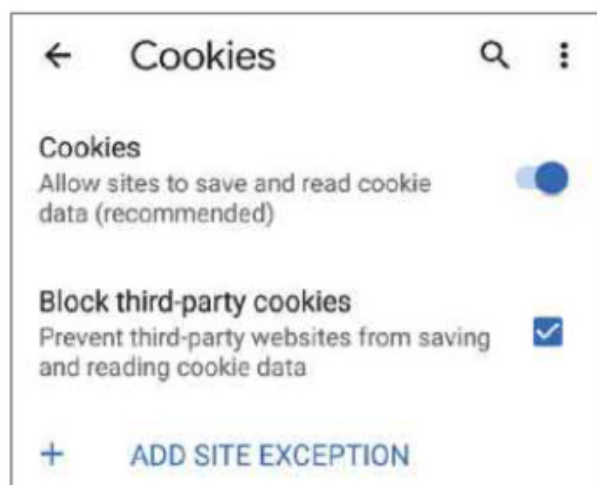 Cookies
Cookies
Allow sites to save and read cookie
data (recommended)
Block third-party cookies
Prevent third-party websites from saving
and reading cookie data
+ ADD SITE EXCEPTION